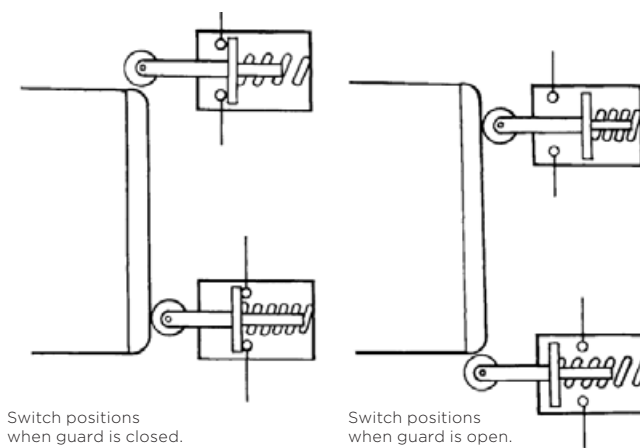 Switch positions
when guard is closed.
Switch positions
when guard is open.